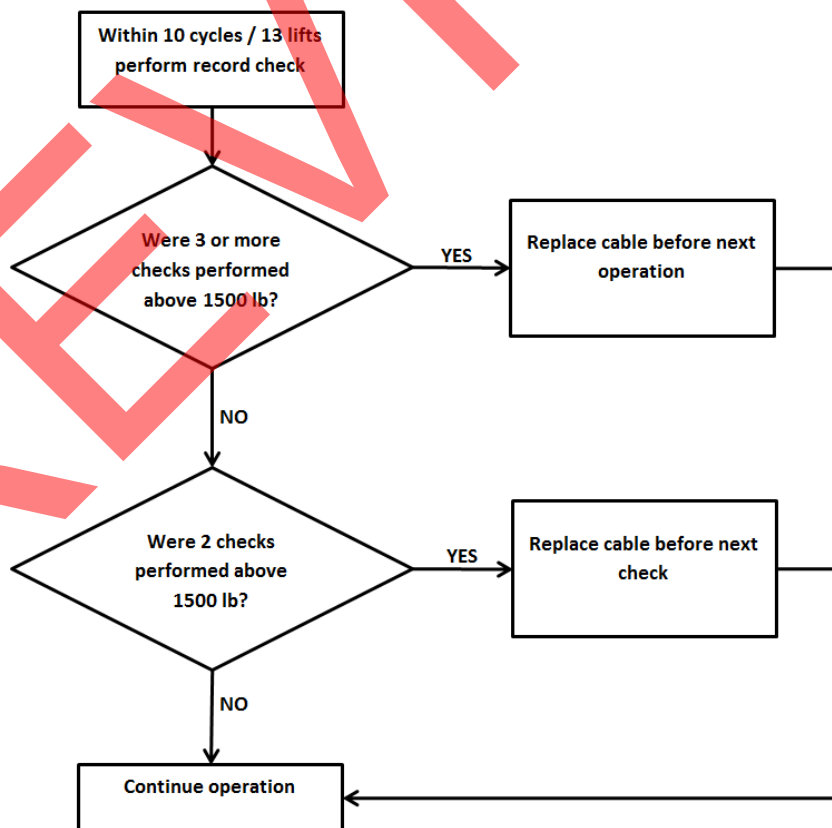 Within 10 cycles / 13 lifts
perform record check
Were 3 or more
checks performed
above 1500 lb?
YES
Replace cable before next
operation
NO
Were 2 checks
performed above
1500 lb?
YES
Replace cable before next
check
NO
Continue operation